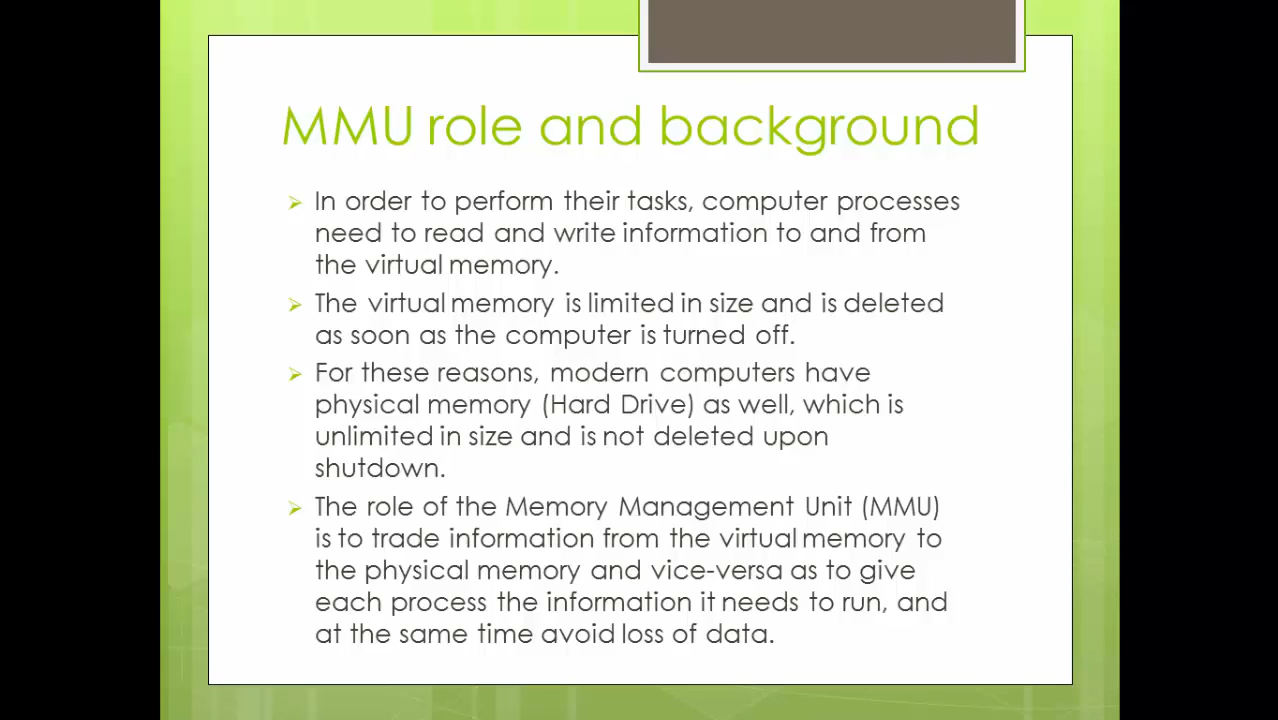 MMU role and background
In order to perform their tasks, computer processes
need to read and write information to and from
the virtual memory.
The virtual memory is limited in size and is deleted
as soon as the computer is turned off.
For these reasons, modern computers have
physical memory (Hard Drive) as well, which is
unlimited in size and is not deleted upon
shutdown.
The role of the Memory Management Unit (MMU)
is to trade information from the virtual memory to
the physical memory and vice-versa as to give
each process the information it needs to run, and
at the same time avoid loss of data.